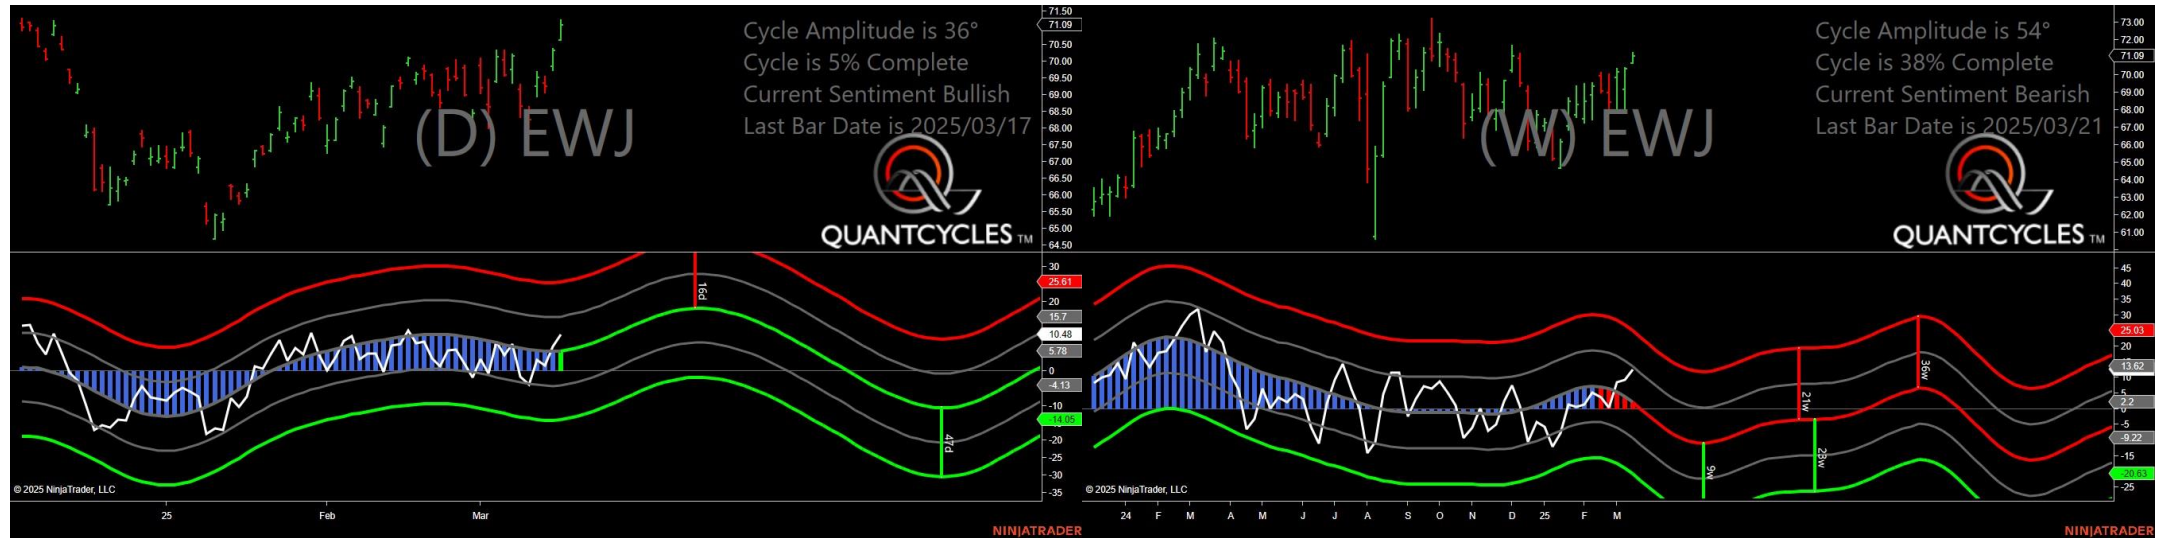 Cycle Amplitude is 36°
Cycle is 5% Complete
Current Sentiment Bullish
Last Bar Date is 2025/03/17
(D) EWJ
QUANTCYCLES TM
71.50
71.09
70.50
70.00
69.50
69.00
68.50
68.00
67.50
67.00
66.50
66.00
65.50
65.00
64.50
30
25.61
20
15.7
10.48
5.78
0
-4.13
-10
-14.05
-20
-25
-30
-35
16d
47d
© 2025 NinjaTrader, LLC
25
Feb
Mar
NINJATRADER
Cycle Amplitude is 54°
Cycle is 38% Complete
Current Sentiment Bearish
Last Bar Date is 2025/03/21
(W) EWJ
QUANTCYCLES TM
73.00
72.00
71.09
70.00
69.00
68.00
67.00
66.00
65.00
64.00
63.00
62.00
61.00
45
40
35
30
25.03
20
13.62
10
2.2
0
-5
-9.22
-15
-20.63
-25
9w
21w
23w
36w
© 2025 NinjaTrader, LLC
24 F M A M J J A S O N D 25 F M
NINJATRADER